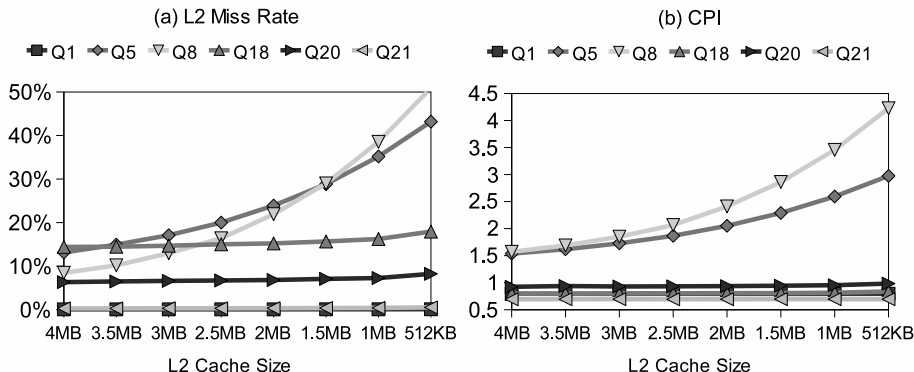 (a) L2 Miss Rate
Q1 Q5 Q8 Q18 Q20 Q21
50%
40%
30%
20%
10%
0%
4MB 3.5MB 3MB 2.5MB 2MB 1.5MB 1MB 512KB
L2 Cache Size
(b) CPI
Q1 Q5 Q8 Q18 Q20 Q21
4.5
4
3.5
3
2.5
2
1.5
1
0.5
4MB 3.5MB 3MB 2.5MB 2MB 1.5MB 1MB 512KB
L2 Cache Size